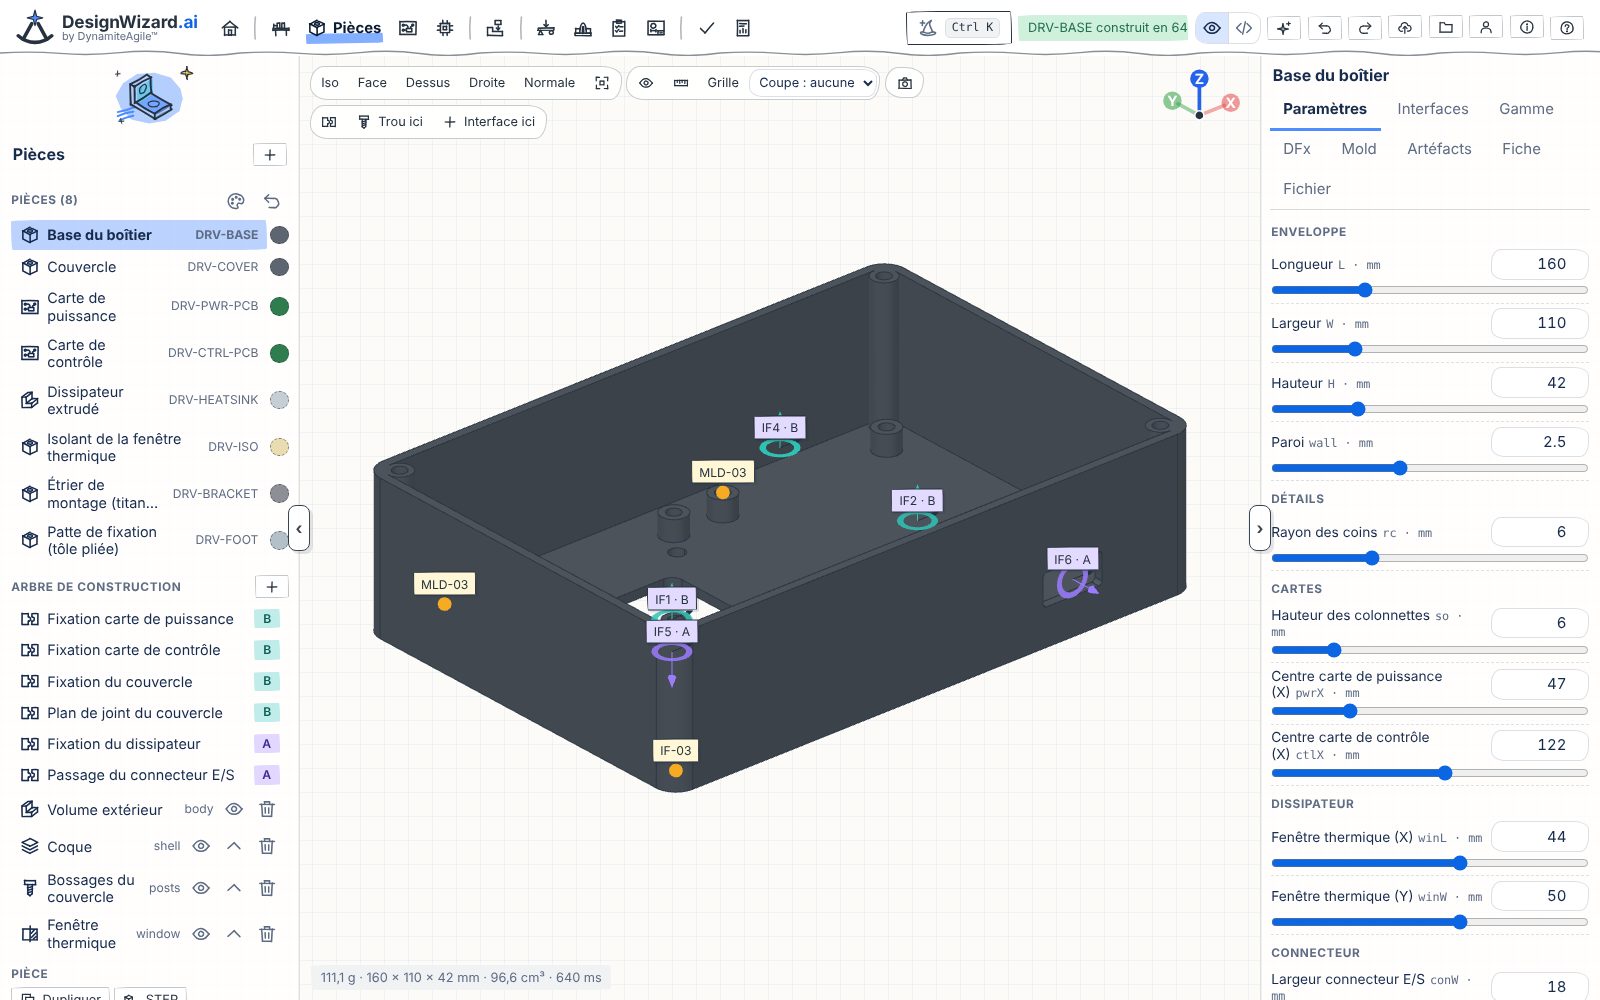 DesignWizard.ai
by DynamiteAgile™
Pièces
Ctrl K
DRV-BASE construit en 64
Iso Face Dessus Droite Normale
Grille Coupe : aucune
Trou ici Interface ici
Z
Y
X
Pièces
PIÈCES (8)
Base du boîtier DRV-BASE
Couvercle DRV-COVER
Carte de puissance DRV-PWR-PCB
Carte de contrôle DRV-CTRL-PCB
Dissipateur extrudé DRV-HEATSINK
Isolant de la fenêtre thermique DRV-ISO
Étrier de montage (titan... DRV-BRACKET
Patte de fixation (tôle pliée) DRV-FOOT
ARBRE DE CONSTRUCTION
Fixation carte de puissance B
Fixation carte de contrôle B
Fixation du couvercle B
Plan de joint du couvercle B
Fixation du dissipateur A
Passage du connecteur E/S A
Volume extérieur body
Coque shell
Bossages du couvercle posts
Fenêtre thermique window
PIÈCE
Dupliquer STEP
IF4 · B
MLD-03
IF2 · B
IF6 · A
MLD-03
IF1 · B
IF5 · A
IF-03
111,1 g · 160 × 110 × 42 mm · 96,6 cm³ · 640 ms
Base du boîtier
Paramètres Interfaces Gamme
DFx Mold Artéfacts Fiche
Fichier
ENVELOPPE
Longueur L · mm 160
Largeur W · mm 110
Hauteur H · mm 42
Paroi wall · mm 2.5
DÉTAILS
Rayon des coins rc · mm 6
CARTES
Hauteur des colonnettes so · mm 6
Centre carte de puissance (X) pwrX · mm 47
Centre carte de contrôle (X) ctlX · mm 122
DISSIPATEUR
Fenêtre thermique (X) winL · mm 44
Fenêtre thermique (Y) winW · mm 50
CONNECTEUR
Largeur connecteur E/S conW · mm 18